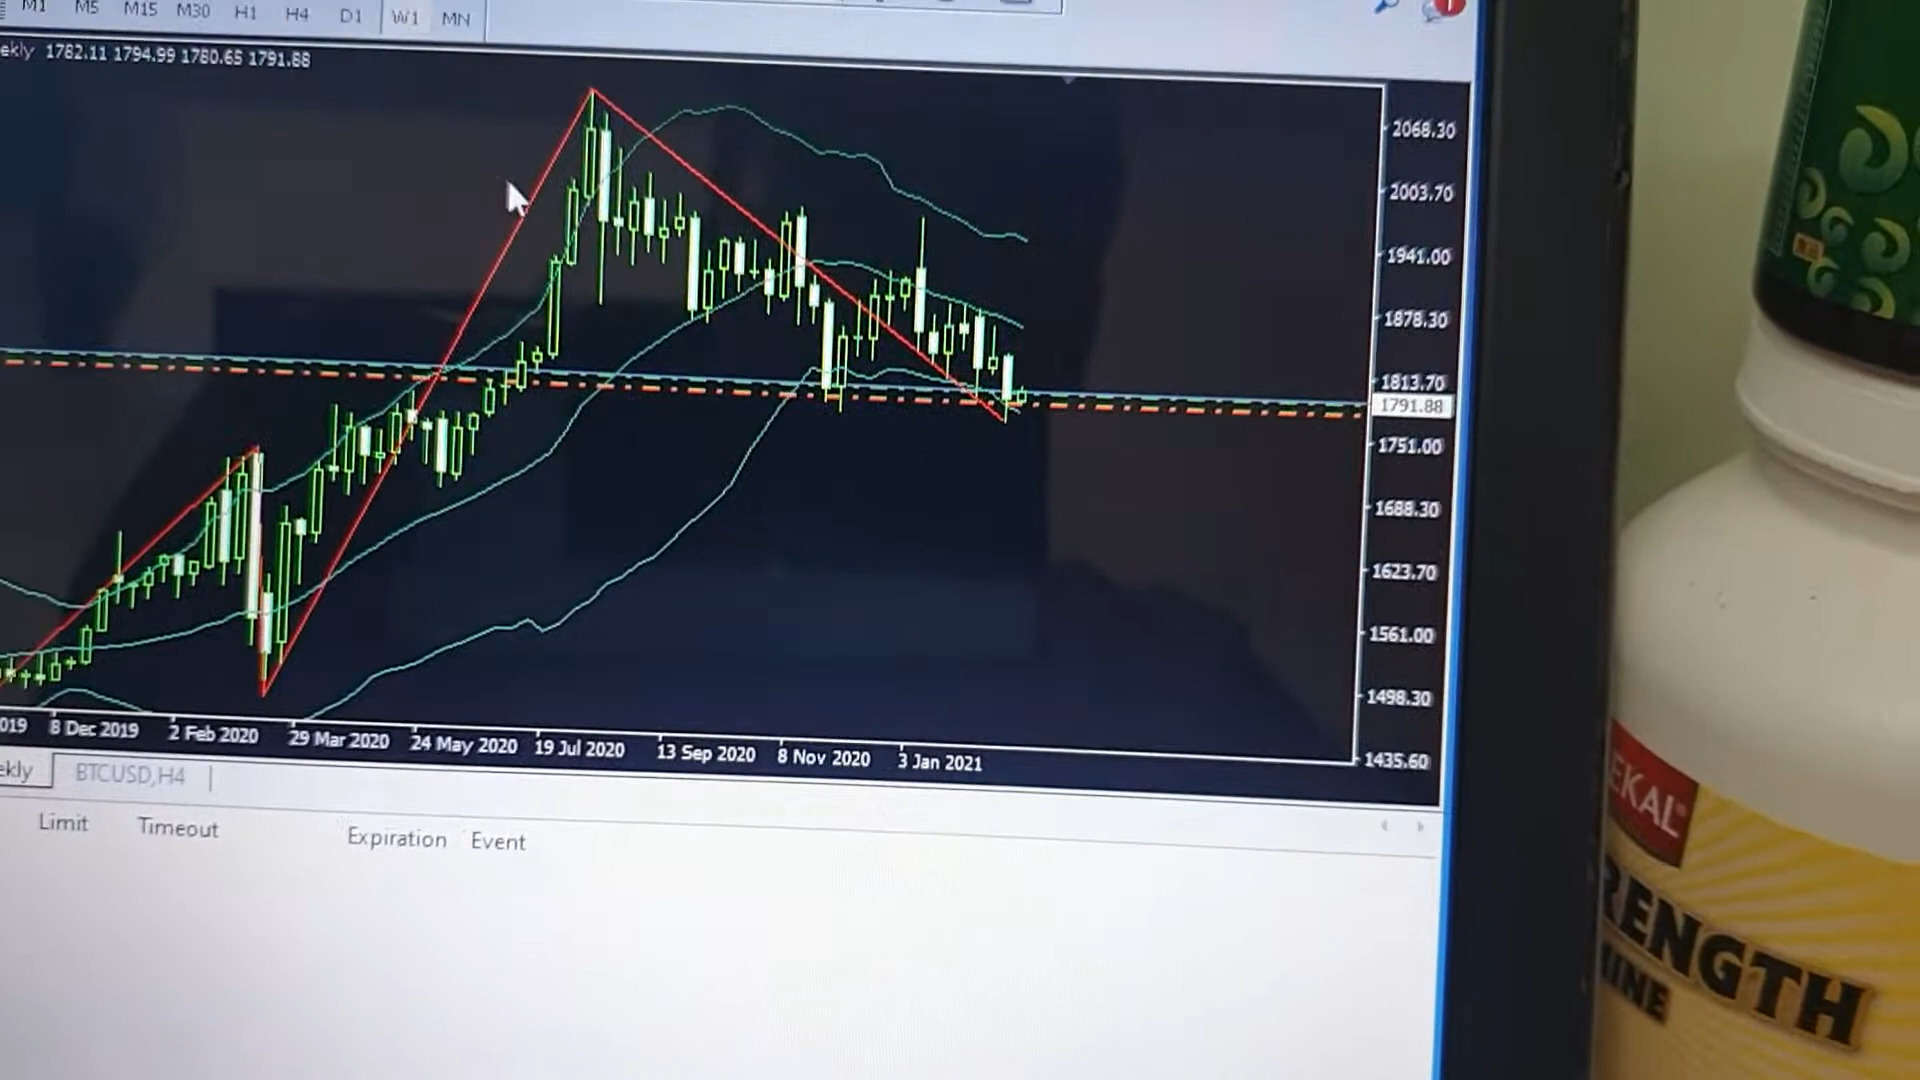 M1 M5 M15 M30 H1 H4 D1 W1 MN
ekly 1782.11 1794.99 1780.65 1791.88
2068.30
2003.70
1941.00
1878.30
1813.70
1791.88
1751.00
1688.30
1623.70
1561.00
1498.30
1435.60
019 8 Dec 2019 2 Feb 2020 29 Mar 2020 24 May 2020 19 Jul 2020 13 Sep 2020 8 Nov 2020 3 Jan 2021
ekly BTCUSD,H4
Limit Timeout Expiration Event
EKAL®
RENGTH
MINE